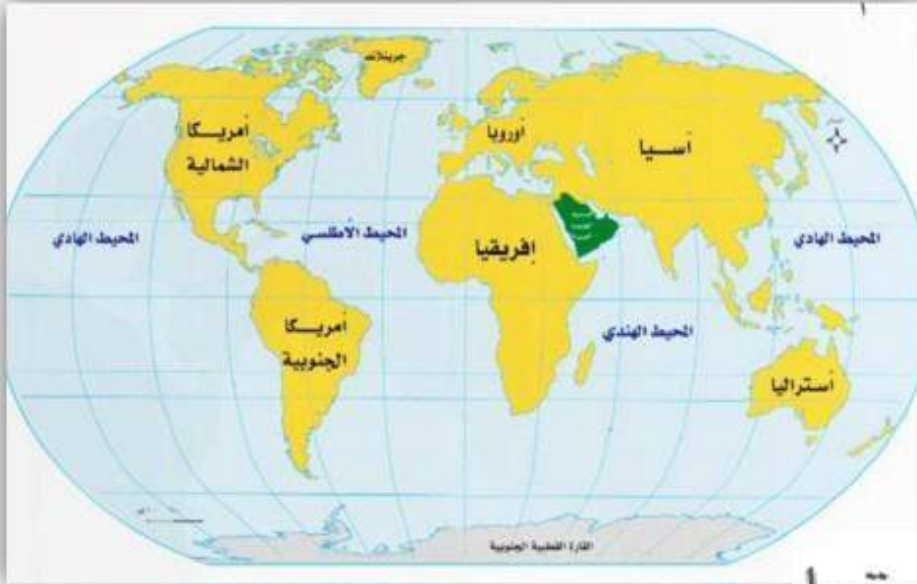 جرينلاند
أمريكا
الشمالية
أوروبا
آسيا
المحيط الهادي
المحيط الأطلسي
إفريقيا
المحيط الهادي
المحيط الهندي
أمريكا
الجنوبية
أستراليا
القارة القطبية الجنوبية